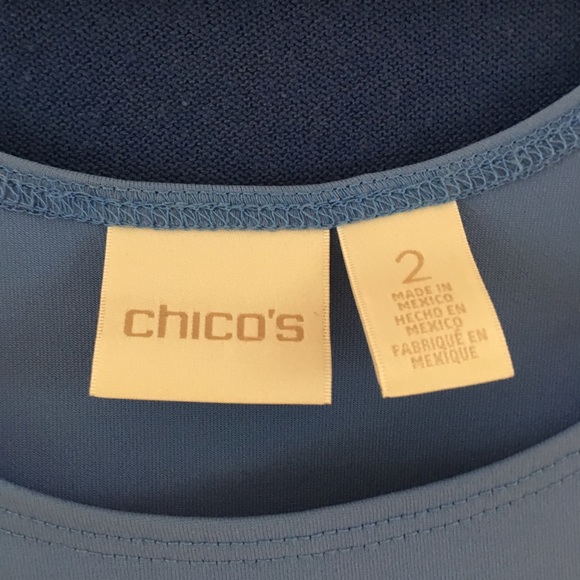 chico's
2
MADE IN
MEXICO
HECHO EN
MEXICO
FABRIQUÉ EN
MEXIQUE